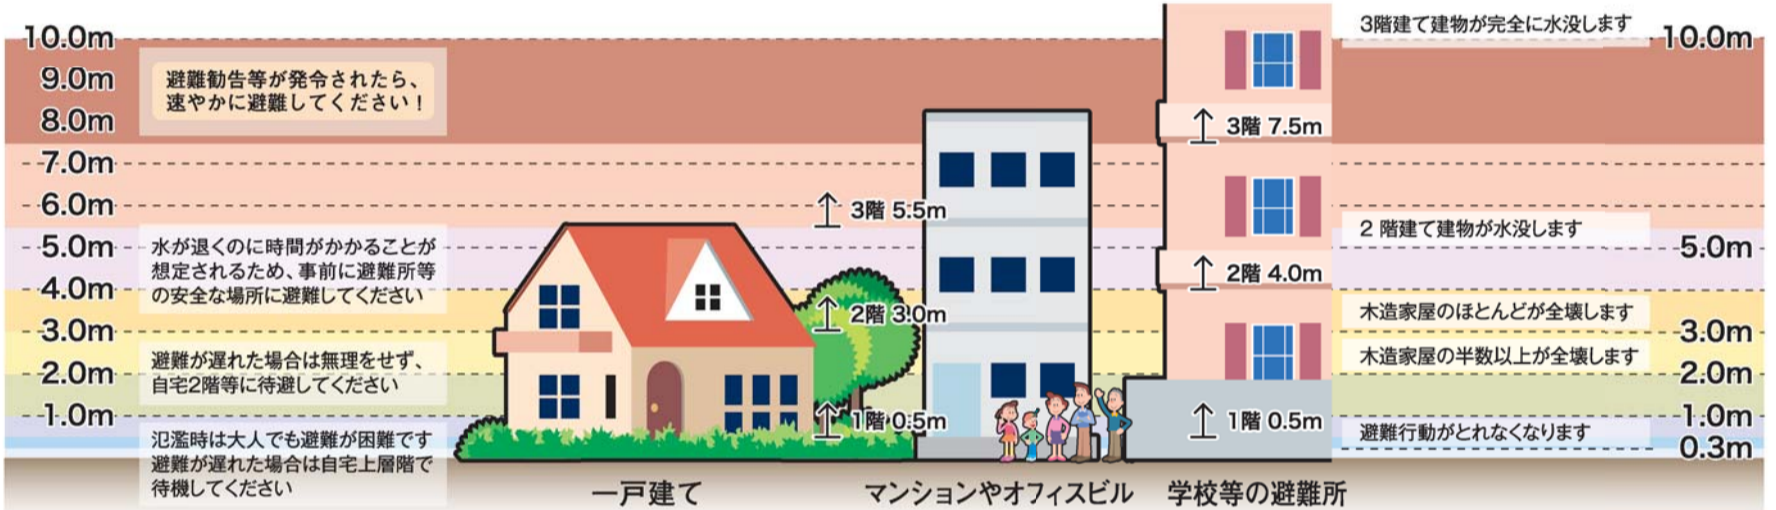 10.0m
9.0m
8.0m
7.0m
6.0m
5.0m
4.0m
3.0m
2.0m
1.0m
避難勧告等が発令されたら、
速やかに避難してください！
水が退くのに時間がかかることが
想定されるため、事前に避難所等
の安全な場所に避難してください
避難が遅れた場合は無理をせず、
自宅2階等に待避してください
氾濫時は大人でも避難が困難です
避難が遅れた場合は自宅上層階で
待機してください
3階 5.5m
2階 3.0m
1階 0.5m
3階 7.5m
2階 4.0m
1階 0.5m
3階建て建物が完全に水没します
2 階建て建物が水没します
木造家屋のほとんどが全壊します
木造家屋の半数以上が全壊します
避難行動がとれなくなります
10.0m
5.0m
3.0m
2.0m
1.0m
0.3m
一戸建て
マンションやオフィスビル
学校等の避難所